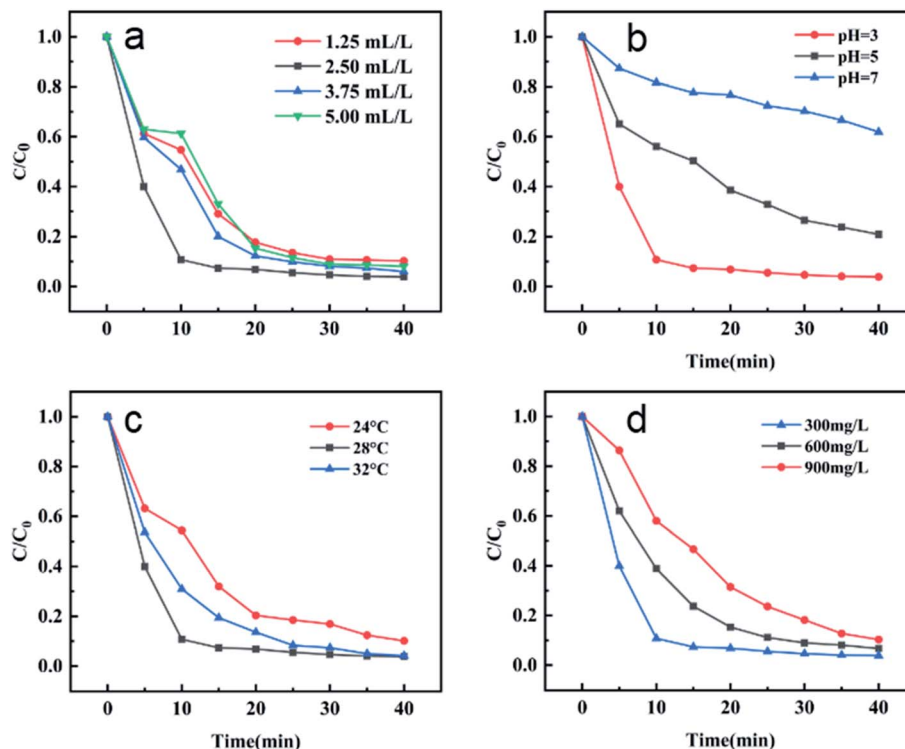 a
1.25 mL/L
2.50 mL/L
3.75 mL/L
5.00 mL/L
C/C0
1.0
0.8
0.6
0.4
0.2
0.0
0 10 20 30 40
b
pH=3
pH=5
pH=7
C/C0
1.0
0.8
0.6
0.4
0.2
0.0
0 10 20 30 40
Time(min)
c
24°C
28°C
32°C
C/C0
1.0
0.8
0.6
0.4
0.2
0.0
0 10 20 30 40
Time(min)
d
300mg/L
600mg/L
900mg/L
C/C0
1.0
0.8
0.6
0.4
0.2
0.0
0 10 20 30 40
Time(min)